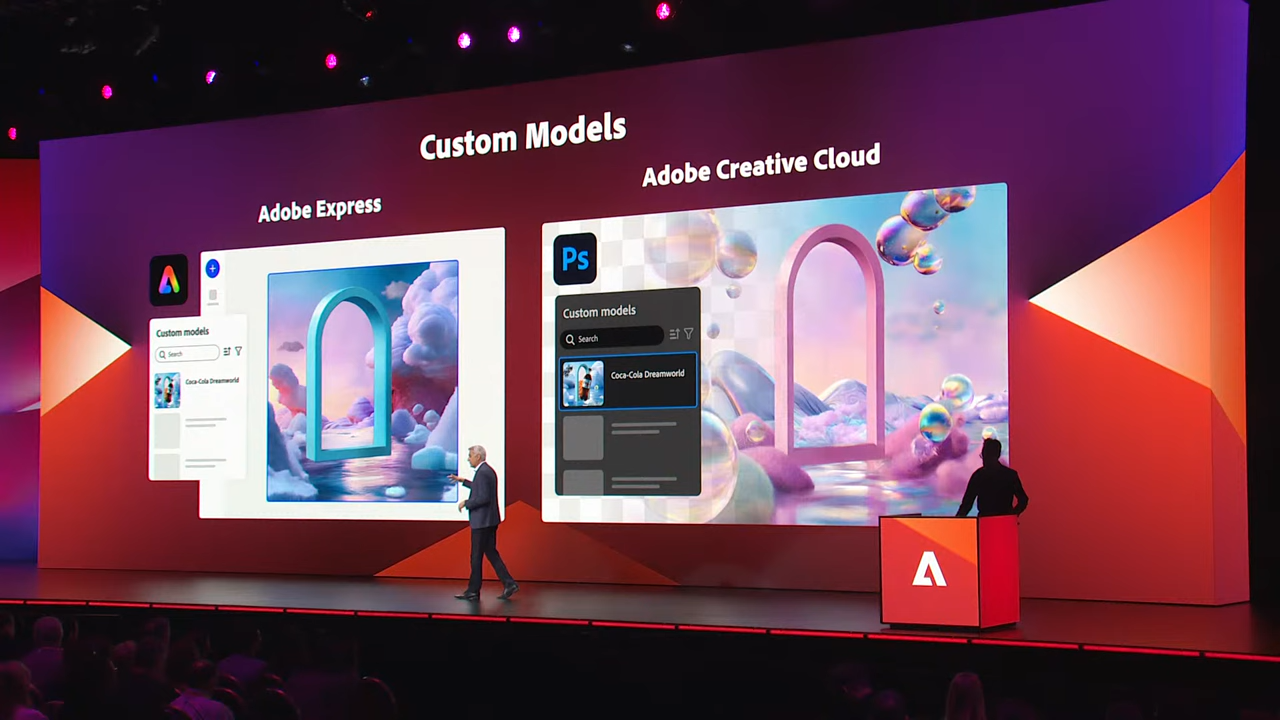 Custom Models
Adobe Express
Adobe Creative Cloud
Custom models
Search
Coca-Cola Dreamworld
Ps
Custom models
Search
Coca-Cola Dreamworld